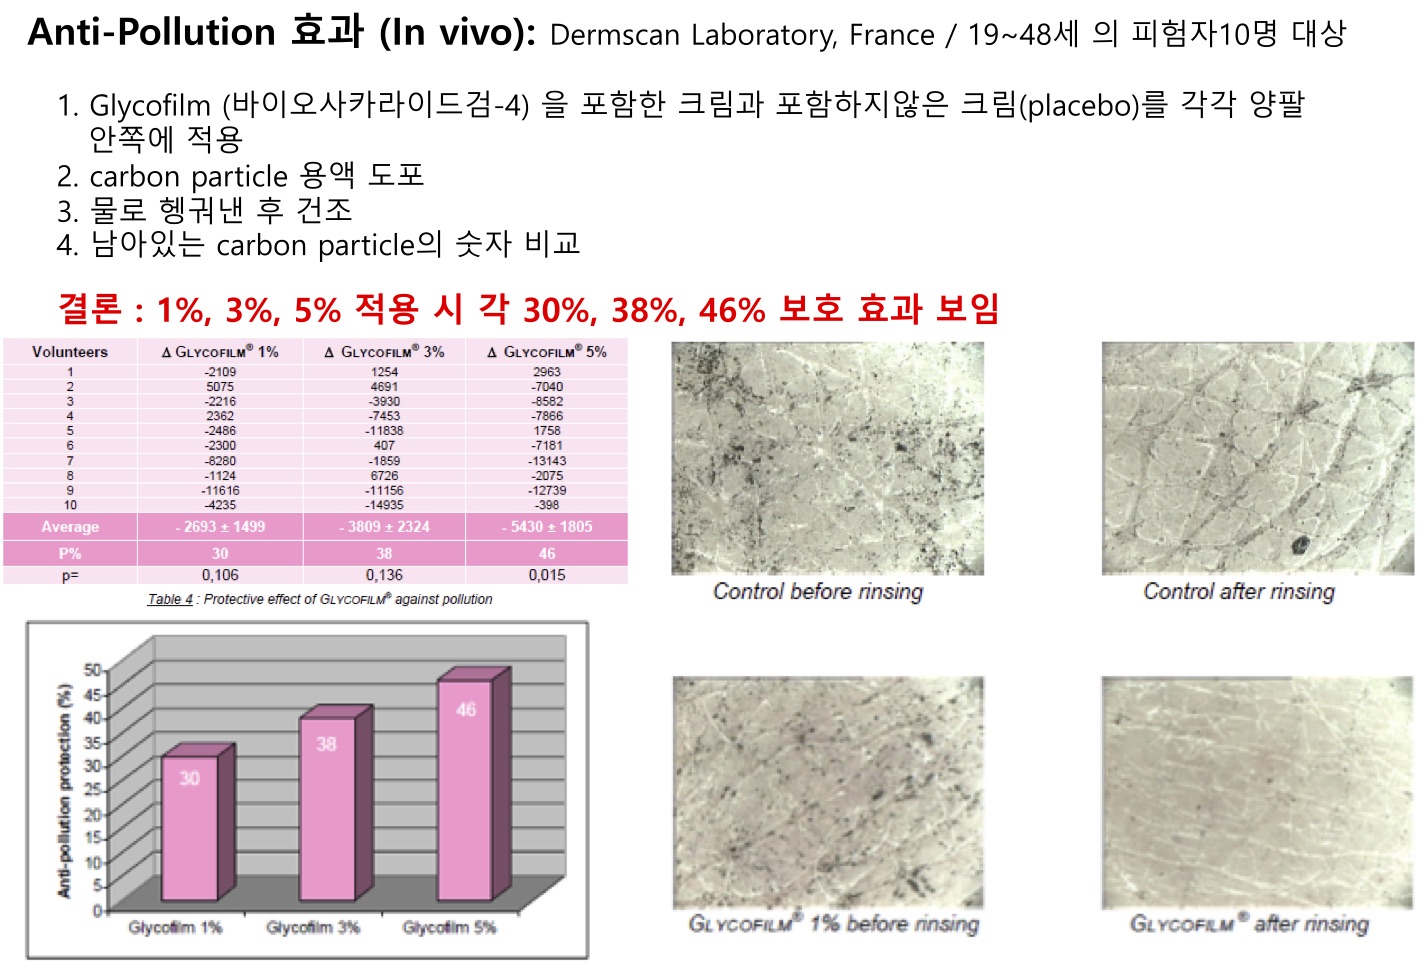 Anti-Pollution 효과 (In vivo): Dermscan Laboratory, France / 19~48세 의 피험자10명 대상
1. Glycofilm (바이오사카라이드검-4) 을 포함한 크림과 포함하지않은 크림(placebo)를 각각 양팔
안쪽에 적용
2. carbon particle 용액 도포
3. 물로 헹궈낸 후 건조
4. 남아있는 carbon particle의 숫자 비교
결론 : 1%, 3%, 5% 적용 시 각 30%, 38%, 46% 보호 효과 보임
Volunteers Δ GLYCOFILM® 1% Δ GLYCOFILM® 3% Δ GLYCOFILM® 5%
1 -2109 1254 2963
2 5075 4691 -7040
3 -2216 -3930 -8582
4 2362 -7453 -7866
5 -2486 -11838 1758
6 -2300 407 -7181
7 -8280 -1859 -13143
8 -1124 6726 -2075
9 -11616 -11156 -12739
10 -4235 -14935 -398
Average - 2693 ± 1499 - 3809 ± 2324 - 5430 ± 1805
P% 30 38 46
p= 0,106 0,136 0,015
Table 4 : Protective effect of GLYCOFILM® against pollution
Anti-pollution protection (%)
50
45
40
35
30
25
20
15
10
5
0
30
38
46
Glycofilm 1% Glycofilm 3% Glycofilm 5%
Control before rinsing
Control after rinsing
GLYCOFILM® 1% before rinsing
GLYCOFILM® after rinsing